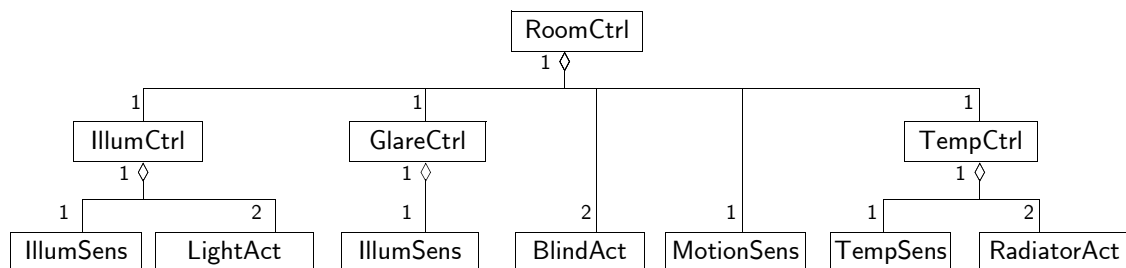 RoomCtrl
1
1 1 1
IllumCtrl GlareCtrl TempCtrl
1 1 1
1 2 1 2 1 1 2
IllumSens LightAct IllumSens BlindAct MotionSens TempSens RadiatorAct